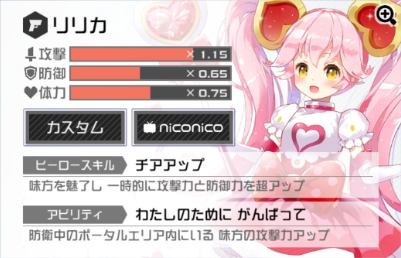 リリカ
攻撃 × 1.15
防御 × 0.65
体力 × 0.75
カスタム niconico
ヒーロースキル チアアップ
味方を魅了し 一時的に攻撃力と防御力を超アップ
アビリティ わたしのために がんばって
防衛中のポータルエリア内にいる 味方の攻撃力アップ